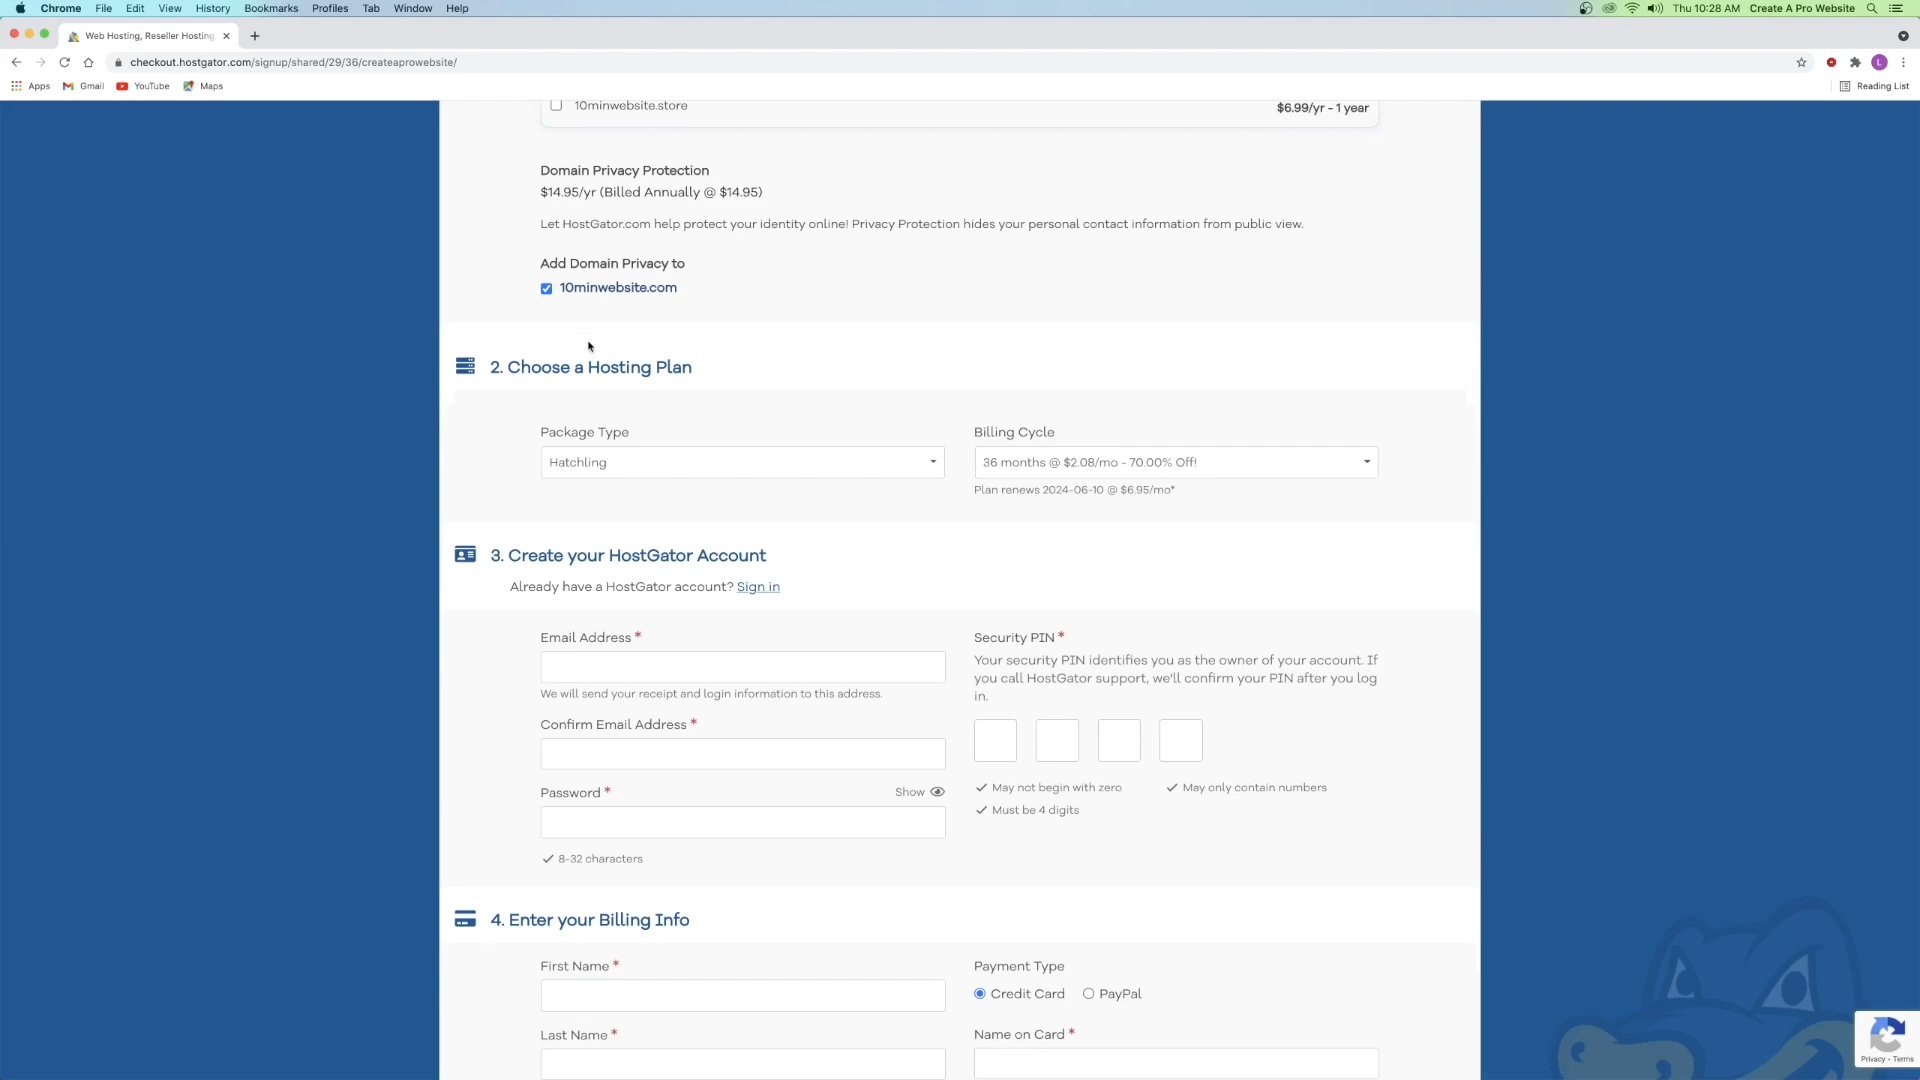 Chrome File Edit View History Bookmarks Profiles Tab Window Help
Thu 10:28 AM Create A Pro Website
Web Hosting, Reseller Hosting
checkout.hostgator.com/signup/shared/29/36/createaprowebsite/
L
Apps Gmail YouTube Maps
Reading List
10minwebsite.store
$6.99/yr - 1 year
Domain Privacy Protection
$14.95/yr (Billed Annually @ $14.95)
Let HostGator.com help protect your identity online! Privacy Protection hides your personal contact information from public view.
Add Domain Privacy to
10minwebsite.com
2. Choose a Hosting Plan
Package Type
Hatchling
Billing Cycle
36 months @ $2.08/mo - 70.00% Off!
Plan renews 2024-06-10 @ $6.95/mo*
3. Create your HostGator Account
Already have a HostGator account? Sign in
Email Address *
We will send your receipt and login information to this address.
Confirm Email Address *
Password *
Show
8-32 characters
Security PIN *
Your security PIN identifies you as the owner of your account. If
you call HostGator support, we'll confirm your PIN after you log
in.
May not begin with zero
May only contain numbers
Must be 4 digits
4. Enter your Billing Info
First Name *
Last Name *
Payment Type
Credit Card PayPal
Name on Card *
Privacy - Terms